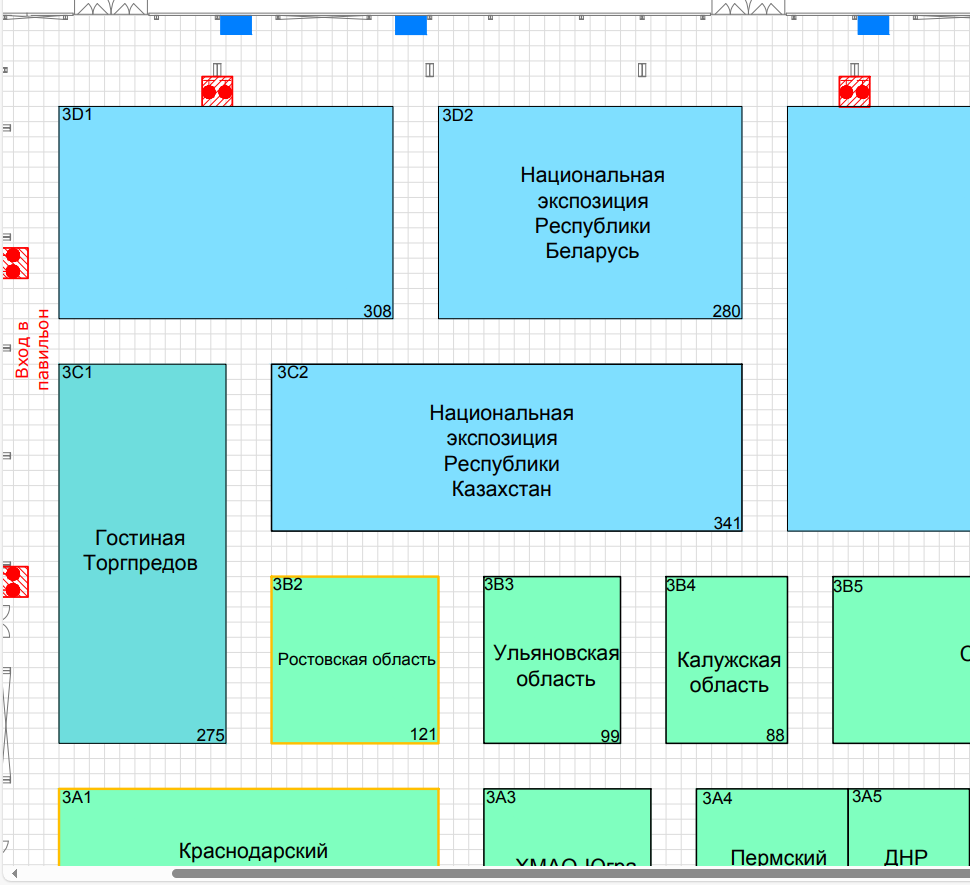 3D1
308
3D2
Национальная
экспозиция
Республики
Беларусь
280
Вход в
павильон
3C1
Гостиная
Торгпредов
275
3C2
Национальная
экспозиция
Республики
Казахстан
341
3B2
Ростовская область
121
3B3
Ульяновская
область
99
3B4
Калужская
область
88
3B5
С
3A1
Краснодарский
3A3
ХМАО-Югра
3A4
Пермский
3A5
ДНР